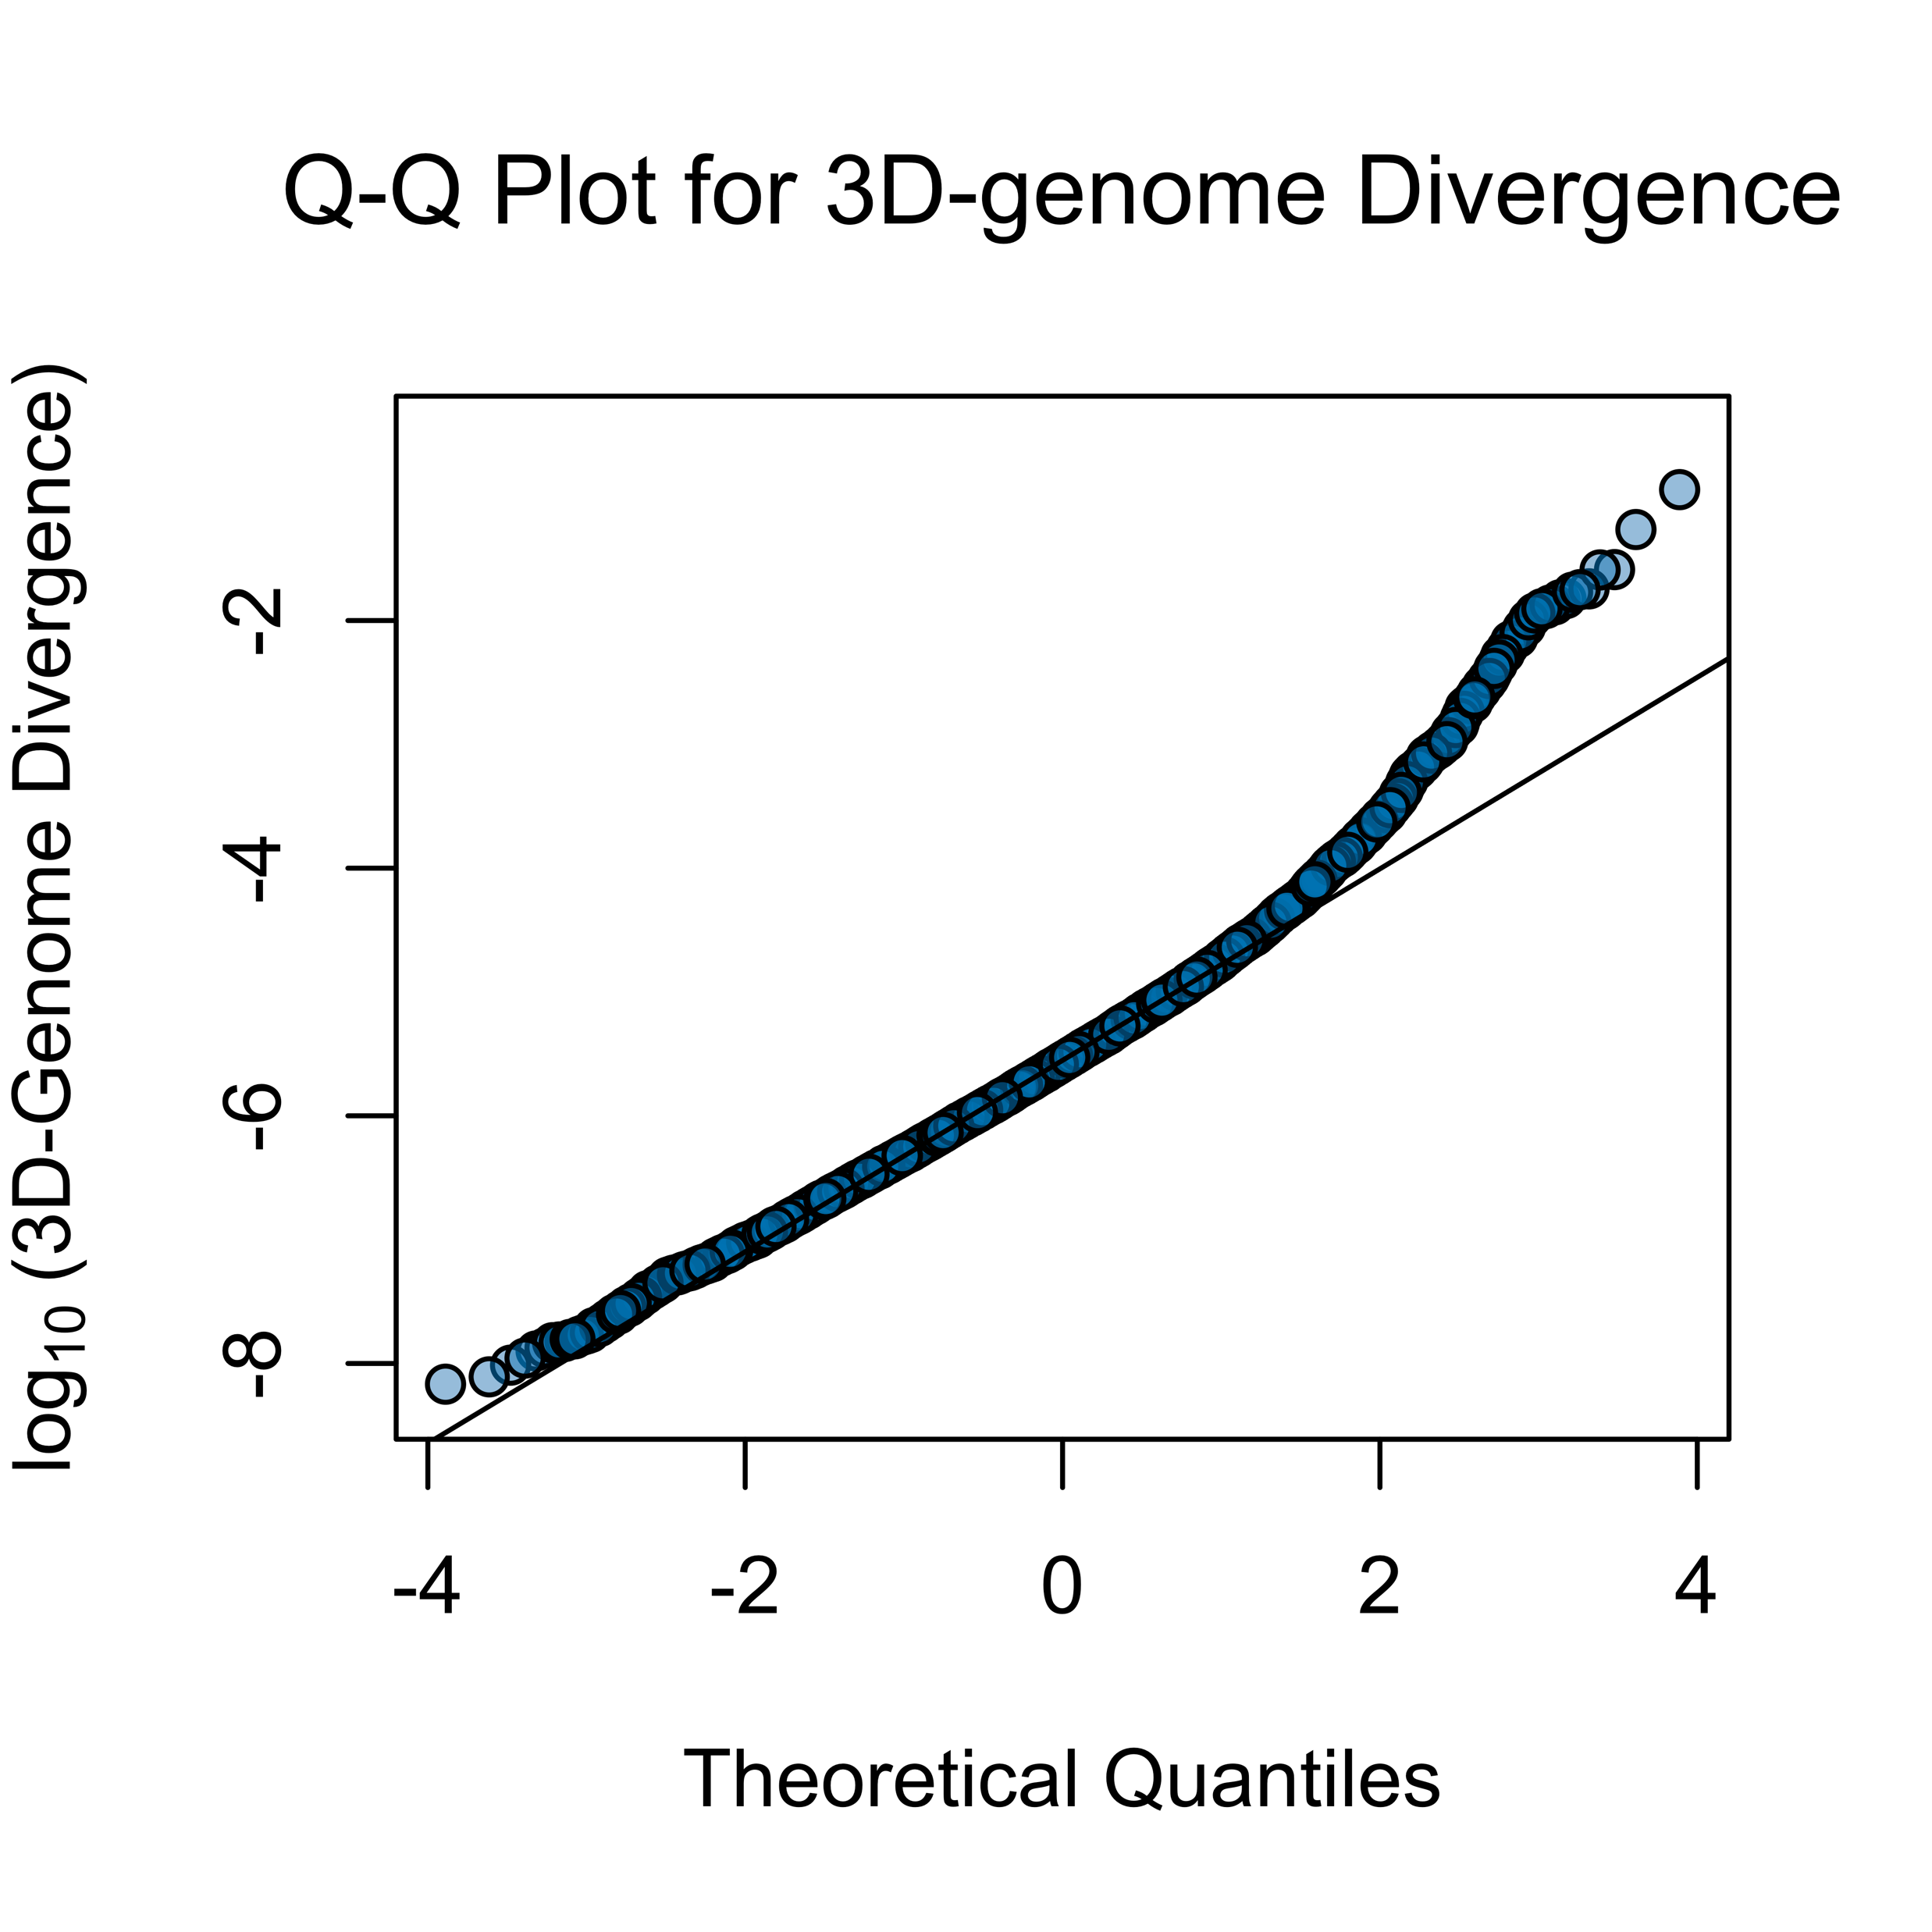 Q-Q Plot for 3D-genome Divergence
log10 (3D-Genome Divergence)
-2
-4
-6
-8
-4 -2 0 2 4
Theoretical Quantiles